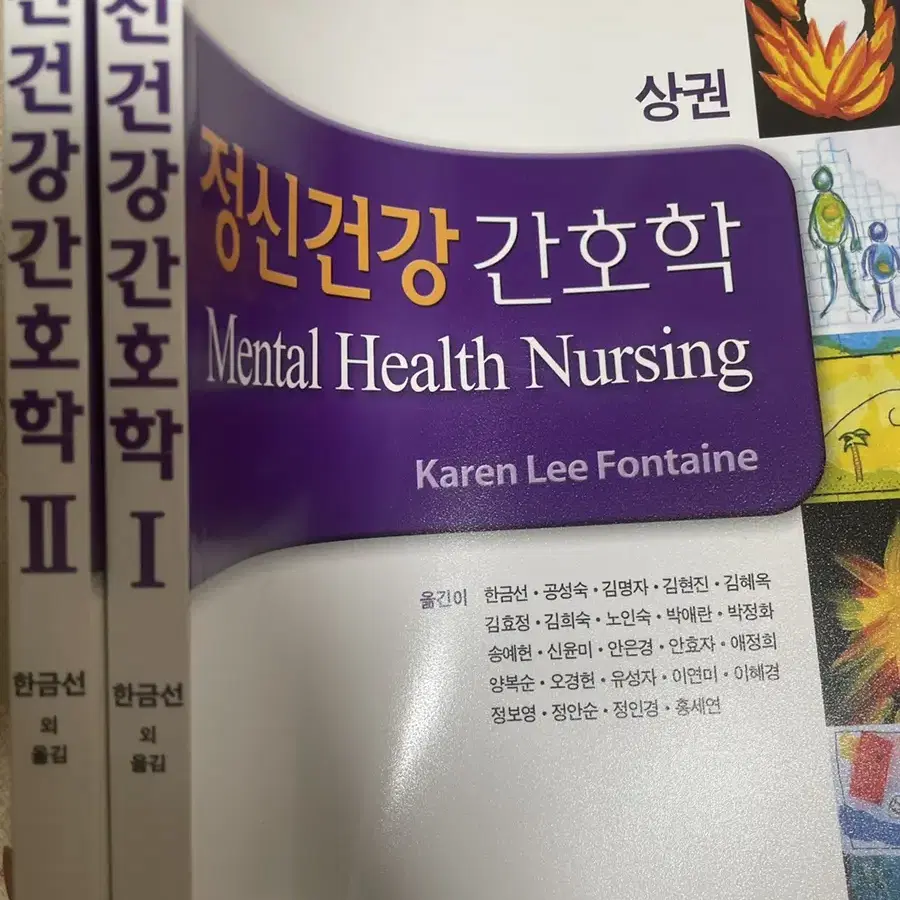 신건강간호학 II
한금선
외
옮김
신건강간호학 I
한금선
외
옮김
상권
정신건강 간호학
Mental Health Nursing
Karen Lee Fontaine
옮긴이 한금선 · 공성숙 · 김명자 · 김현진 · 김혜옥
김효정 · 김희숙 · 노인숙 · 박애란 · 박정화
송예헌 · 신윤미 · 안은경 · 안효자 · 애정희
양복순 · 오경헌 · 유성자 · 이연미 · 이혜경
정보영 · 정안순 · 정인경 · 홍세연